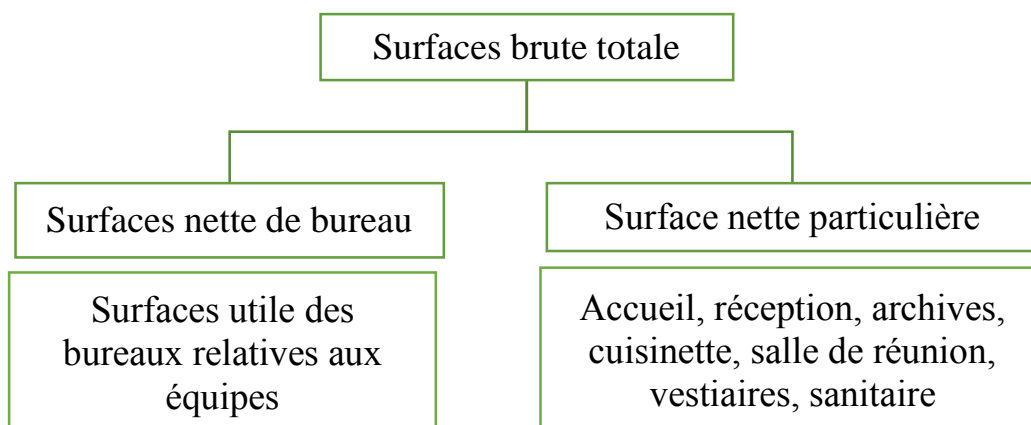 Surfaces brute totale
Surfaces nette de bureau
Surface nette particulière
Surfaces utile des
bureaux relatives aux
équipes
Accueil, réception, archives,
cuisinette, salle de réunion,
vestiaires, sanitaire